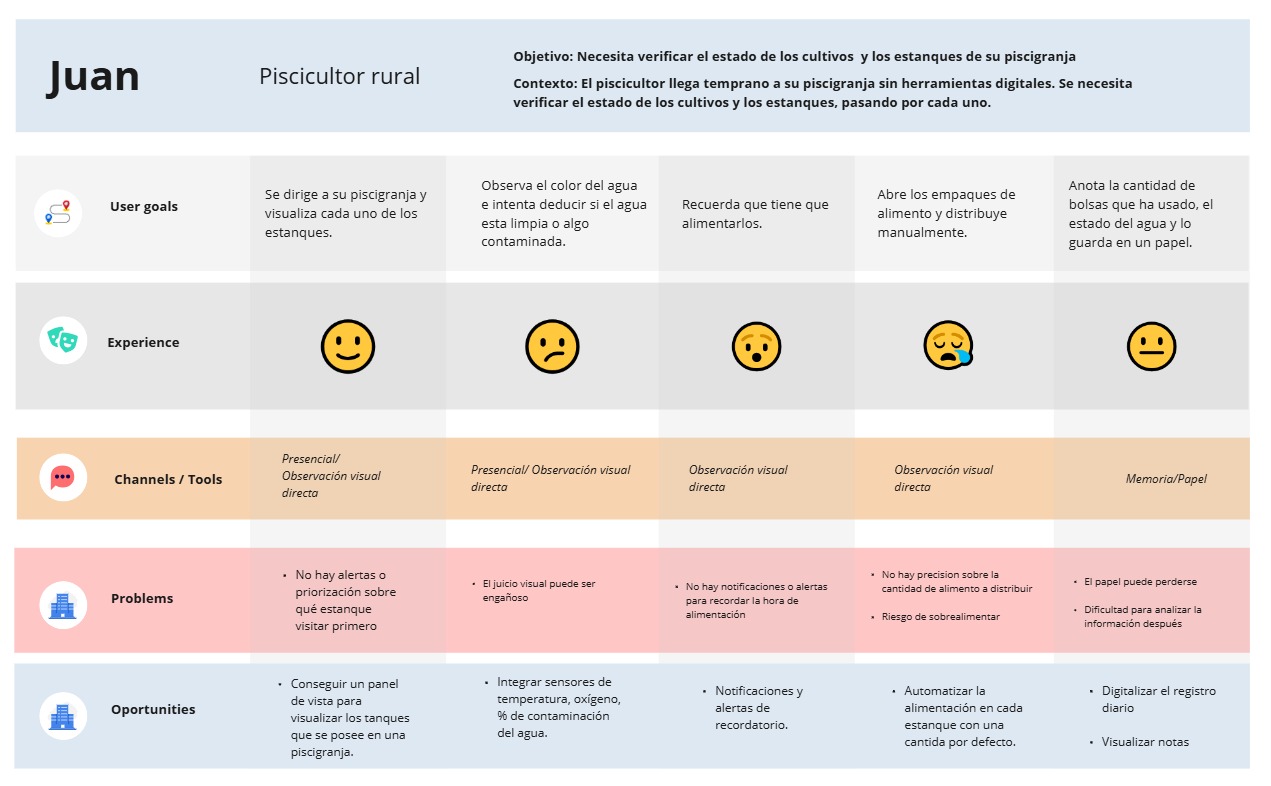 Juan
Piscicultor rural
Objetivo: Necesita verificar el estado de los cultivos y los estanques de su piscigranja
Contexto: El piscicultor llega temprano a su piscigranja sin herramientas digitales. Se necesita
verificar el estado de los cultivos y los estanques, pasando por cada uno.
User goals
Se dirige a su piscigranja y
visualiza cada uno de los
estanques.
Observa el color del agua
e intenta deducir si el agua
esta limpia o algo
contaminada.
Recuerda que tiene que
alimentarlos.
Abre los empaques de
alimento y distribuye
manualmente.
Anota la cantidad de
bolsas que ha usado, el
estado del agua y lo
guarda en un papel.
Experience
Channels / Tools
Presencial/
Observación visual
directa
Presencial/ Observación visual
directa
Observación visual
directa
Observación visual
directa
Memoria/Papel
Problems
• No hay alertas o
priorización sobre
qué estanque
visitar primero
• El juicio visual puede ser
engañoso
• No hay notificaciones o alertas
para recordar la hora de
alimentación
• No hay precision sobre la
cantidad de alimento a distribuir
• Riesgo de sobrealimentar
• El papel puede perderse
• Dificultad para analizar la
información después
Oportunities
• Conseguir un panel
de vista para
visualizar los tanques
que se posee en una
piscigranja.
• Integrar sensores de
temperatura, oxígeno,
% de contaminación
del agua.
• Notificaciones y
alertas de
recordatorio.
• Automatizar la
alimentación en cada
estanque con una
cantida por defecto.
• Digitalizar el registro
diario
• Visualizar notas